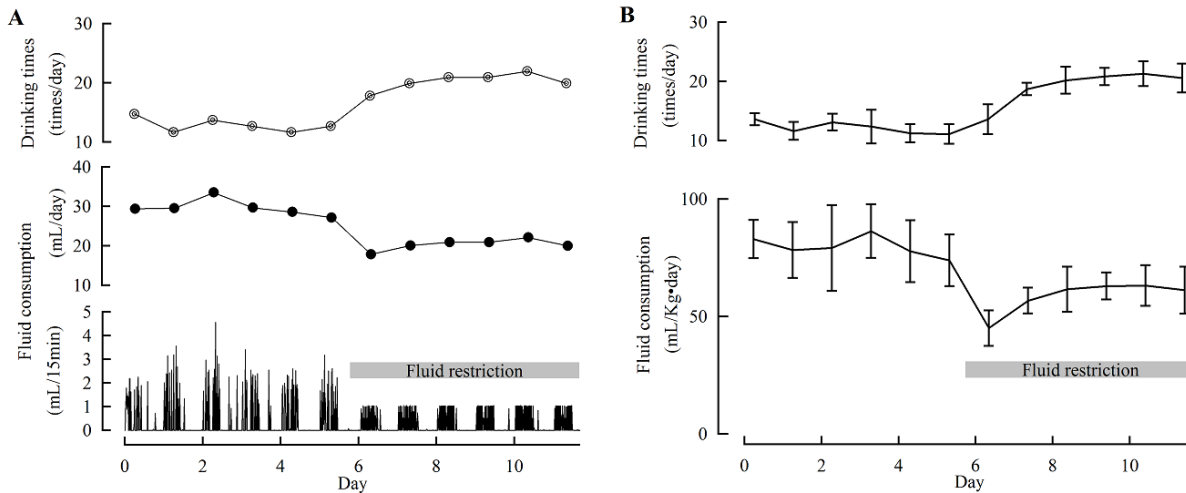 A
Drinking times
(times/day)
30
20
10
Fluid consumption
(mL/day)
40
30
20
10
(mL/15min)
5
4
3
2
1
0
Fluid restriction
0 2 4 6 8 10
Day
B
Drinking times
(times/day)
30
20
10
Fluid consumption
(mL/Kg•day)
100
50
0
Fluid restriction
0 2 4 6 8 10
Day